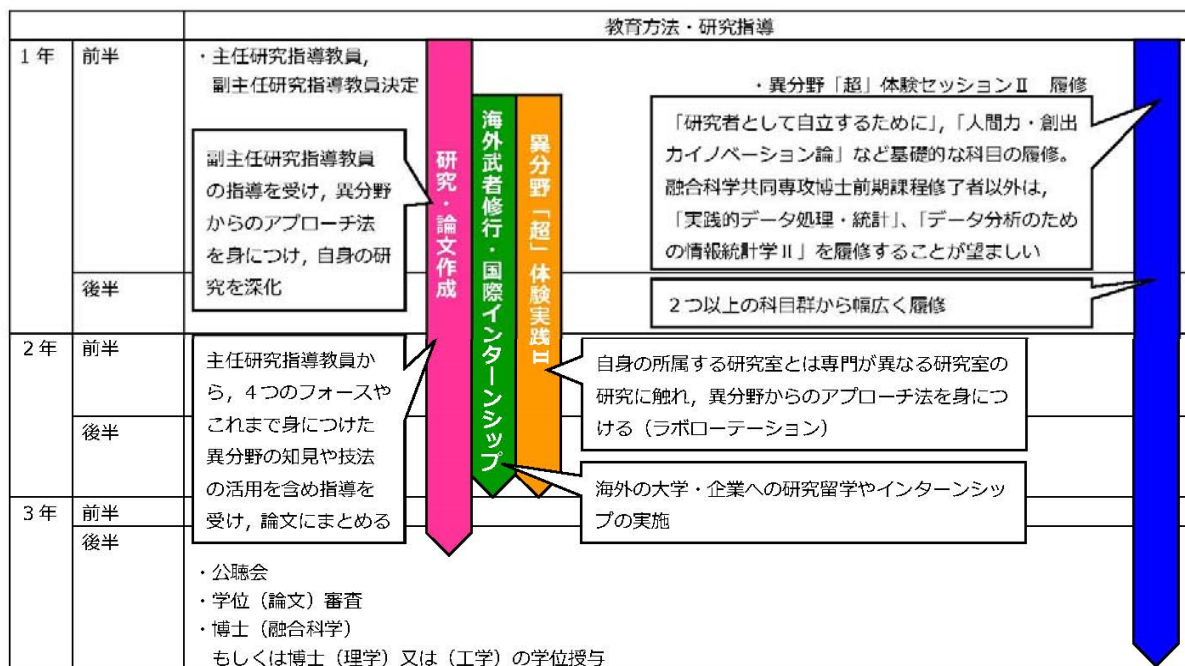 教育方法・研究指導
1年
前半
・主任研究指導教員,
副主任研究指導教員決定
・異分野「超」体験セッションⅡ 履修
「研究者として自立するために」,「人間力・創出
力イノベーション論」など基礎的な科目の履修。
融合科学共同専攻博士前期課程修了者以外は,
「実践的データ処理・統計」、「データ分析のため
の情報統計学Ⅱ」を履修することが望ましい
副主任研究指導教員
の指導を受け, 異分野
からのアプローチ法
を身につけ, 自身の研
究を深化
研究・論文作成
海外武者修行・国際インターンシップ
異分野「超」体験実践Ⅱ
後半
2つ以上の科目群から幅広く履修
2年
前半
主任研究指導教員か
ら, 4つのフォースや
これまで身につけた
異分野の知見や技法
の活用を含め指導を
受け, 論文にまとめる
自身の所属する研究室とは専門が異なる研究室の
研究に触れ, 異分野からのアプローチ法を身につ
ける(ラボローテーション)
後半
海外の大学・企業への研究留学やインターンシッ
プの実施
3年
前半
後半
・公聴会
・学位(論文)審査
・博士(融合科学)
もしくは博士(理学)又は(工学)の学位授与